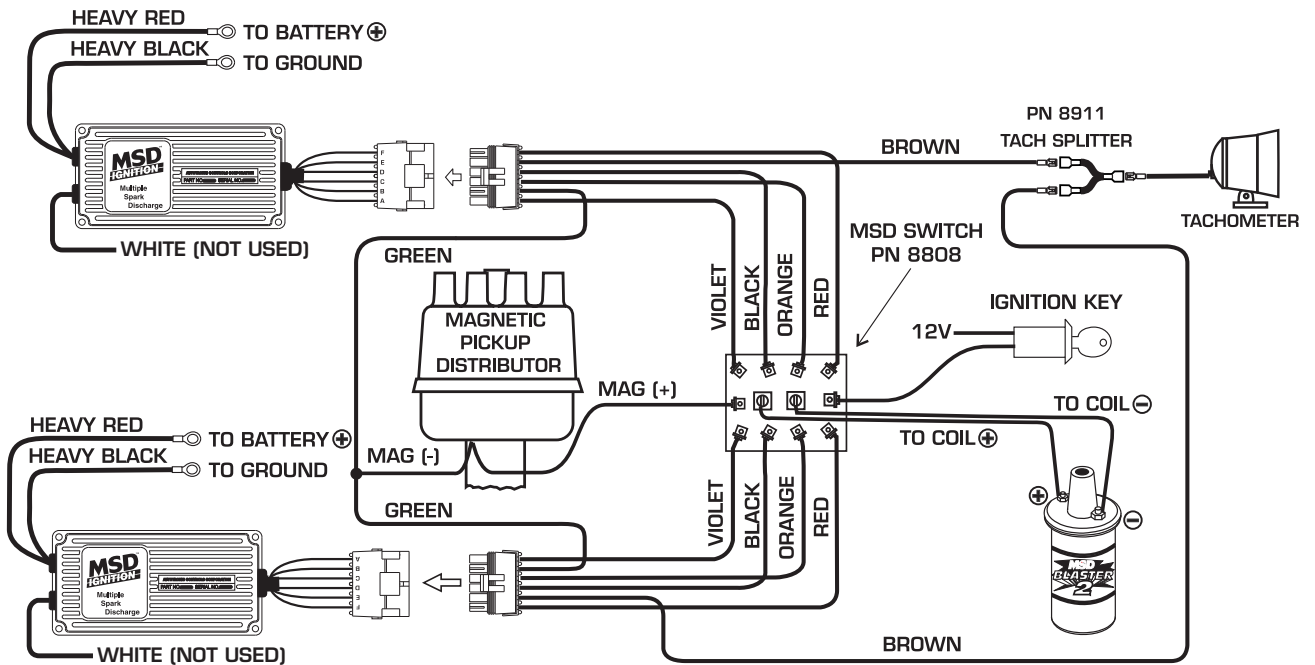 HEAVY RED
TO BATTERY ⊕
HEAVY BLACK
TO GROUND
MSD
IGNITION
Multiple
Spark
Discharge
WHITE (NOT USED)
F
E
D
C
B
A
GREEN
BROWN
PN 8911
TACH SPLITTER
TACHOMETER
MSD SWITCH
PN 8808
VIOLET
BLACK
ORANGE
RED
IGNITION KEY
12V
MAGNETIC
PICKUP
DISTRIBUTOR
MAG (+)
MAG (-)
TO COIL ⊖
TO COIL ⊕
⊕
⊖
MSD
BLASTER
2
HEAVY RED
TO BATTERY ⊕
HEAVY BLACK
TO GROUND
GREEN
VIOLET
BLACK
ORANGE
RED
MSD
IGNITION
Multiple
Spark
Discharge
A
B
C
D
E
F
WHITE (NOT USED)
BROWN